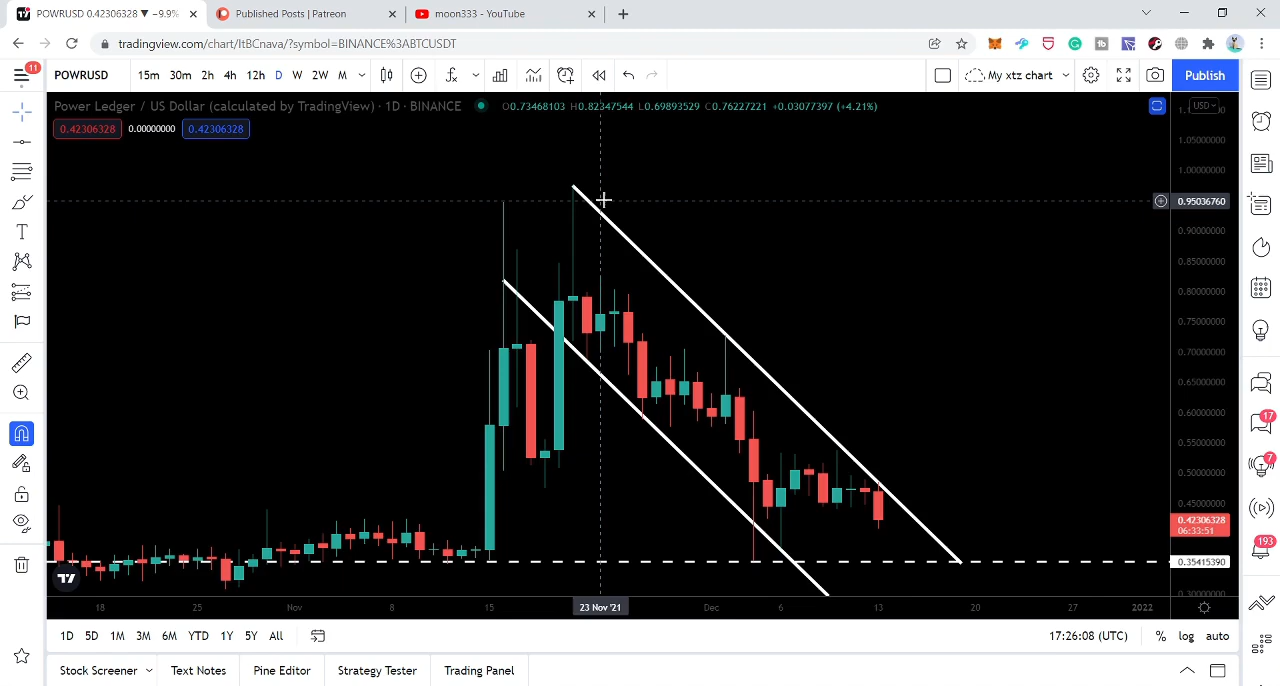 POWRUSD 0.42306328 ▼ −9.9%
Published Posts | Patreon
moon333 - YouTube
tradingview.com/chart/ItBCnava/?symbol=BINANCE%3ABTCUSDT
11
POWRUSD 15m 30m 2h 4h 12h D W 2W M My xtz chart Publish
Power Ledger / US Dollar (calculated by TradingView) · 1D · BINANCE O0.73468103 H0.82347544 L0.69893529 C0.76227221 +0.03077397 (+4.21%)
USD
0.42306328 0.00000000 0.42306328
1.05000000
1.00000000
0.95036760
0.90000000
0.85000000
0.80000000
0.75000000
0.70000000
0.65000000
0.60000000
0.55000000
0.50000000
0.45000000
0.42306328
06:33:51
0.35415390
0.30000000
17
7
193
18 25 Nov 8 15 23 Nov '21 Dec 6 13 20 27 2022
1D 5D 1M 3M 6M YTD 1Y 5Y All 17:26:08 (UTC) % log auto
Stock Screener Text Notes Pine Editor Strategy Tester Trading Panel